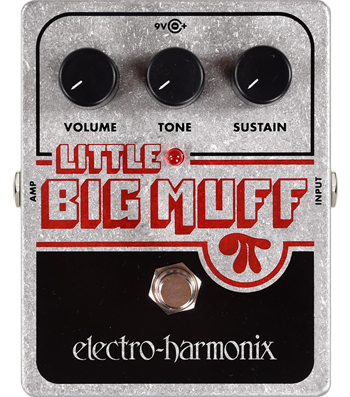 9V
VOLUME TONE SUSTAIN
LITTLE
BIG MUFF
π
AMP
INPUT
electro-harmonix